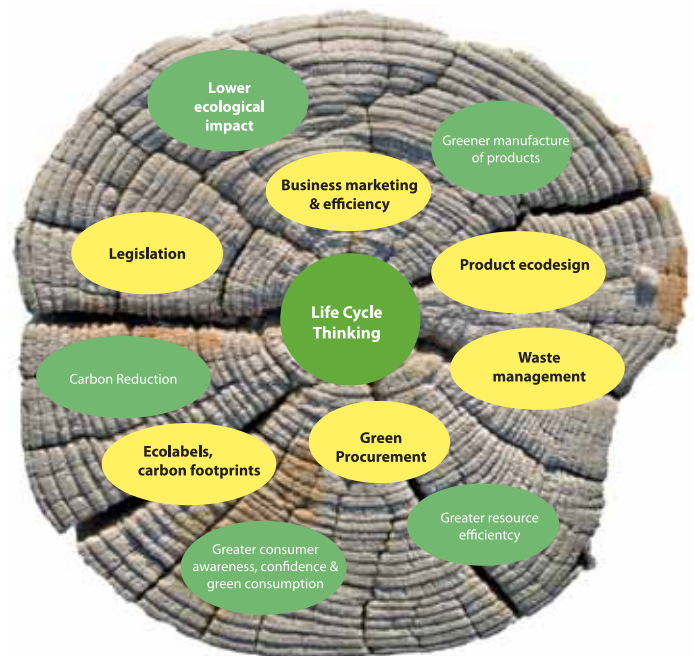 Lower
ecological
impact
Greener manufacture
of products
Business marketing
& efficiency
Legislation
Product ecodesign
Life Cycle
Thinking
Carbon Reduction
Waste
management
Ecolabels,
carbon footprints
Green
Procurement
Greater resource
efficientcy
Greater consumer
awareness, confidence &
green consumption